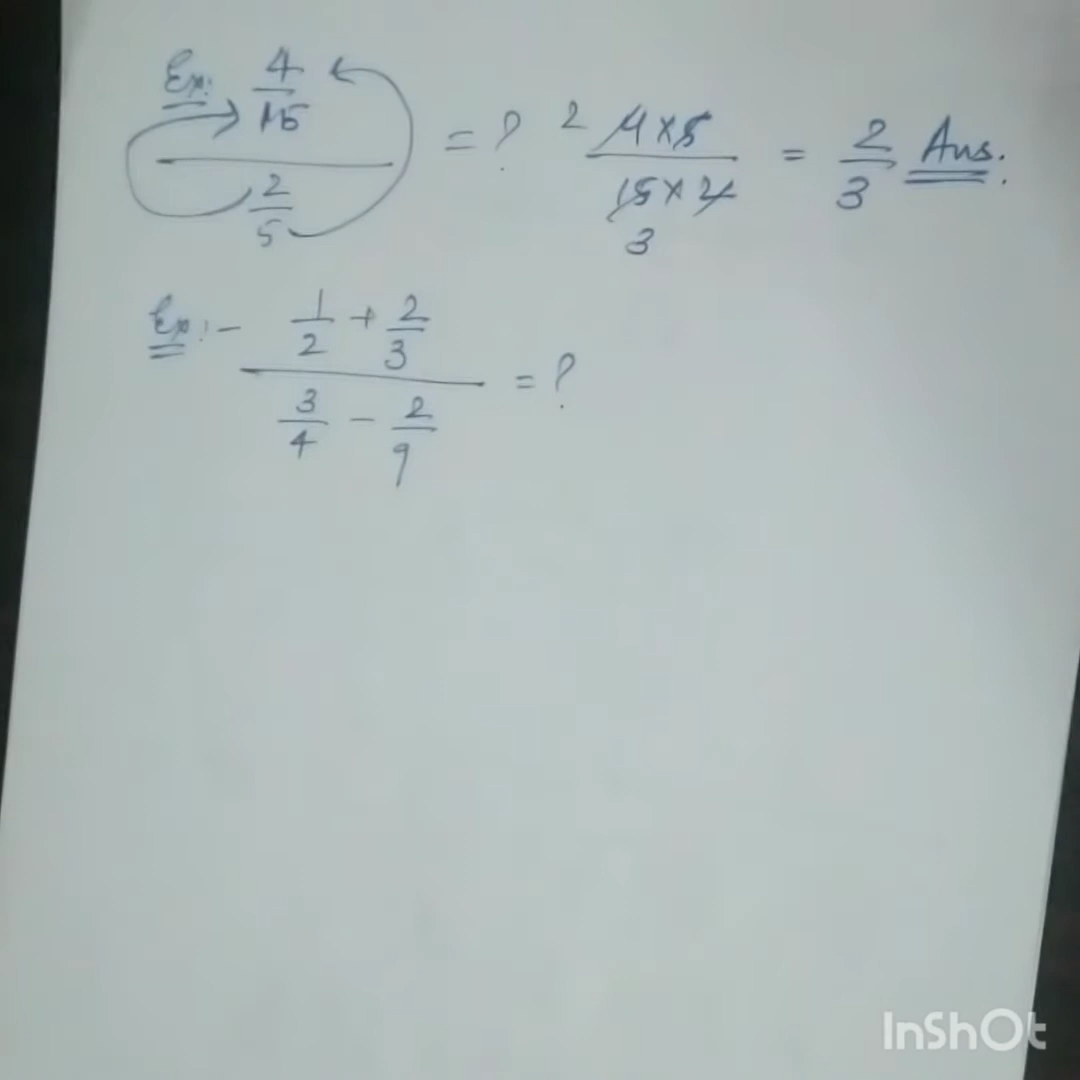 Ex: 4/15 / 2/5 = ? 2 4×5 / 15×2 3 = 2/3 Ans.
Ex:- 1/2 + 2/3 / 3/4 - 2/9 = ?
InShOt